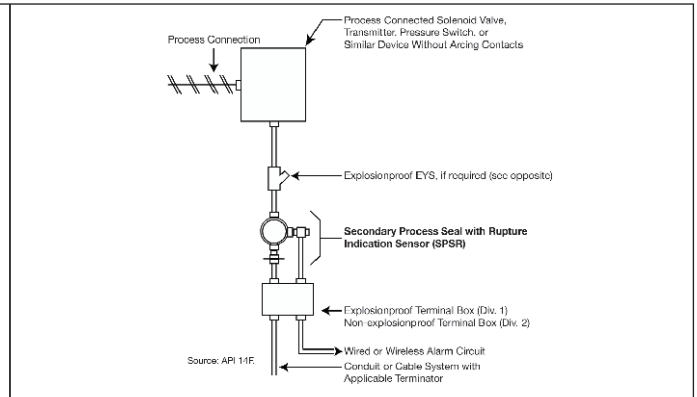 Process Connected Solenoid Valve,
Transmitter, Pressure Switch, or
Similar Device Without Arcing Contacts
Process Connection
Explosionproof EYS, if required (see opposite)
Secondary Process Seal with Rupture
Indication Sensor (SPSR)
Explosionproof Terminal Box (Div. 1)
Non-explosionproof Terminal Box (Div. 2)
Wired or Wireless Alarm Circuit
Source: API 14F.
Conduit or Cable System with
Applicable Terminator